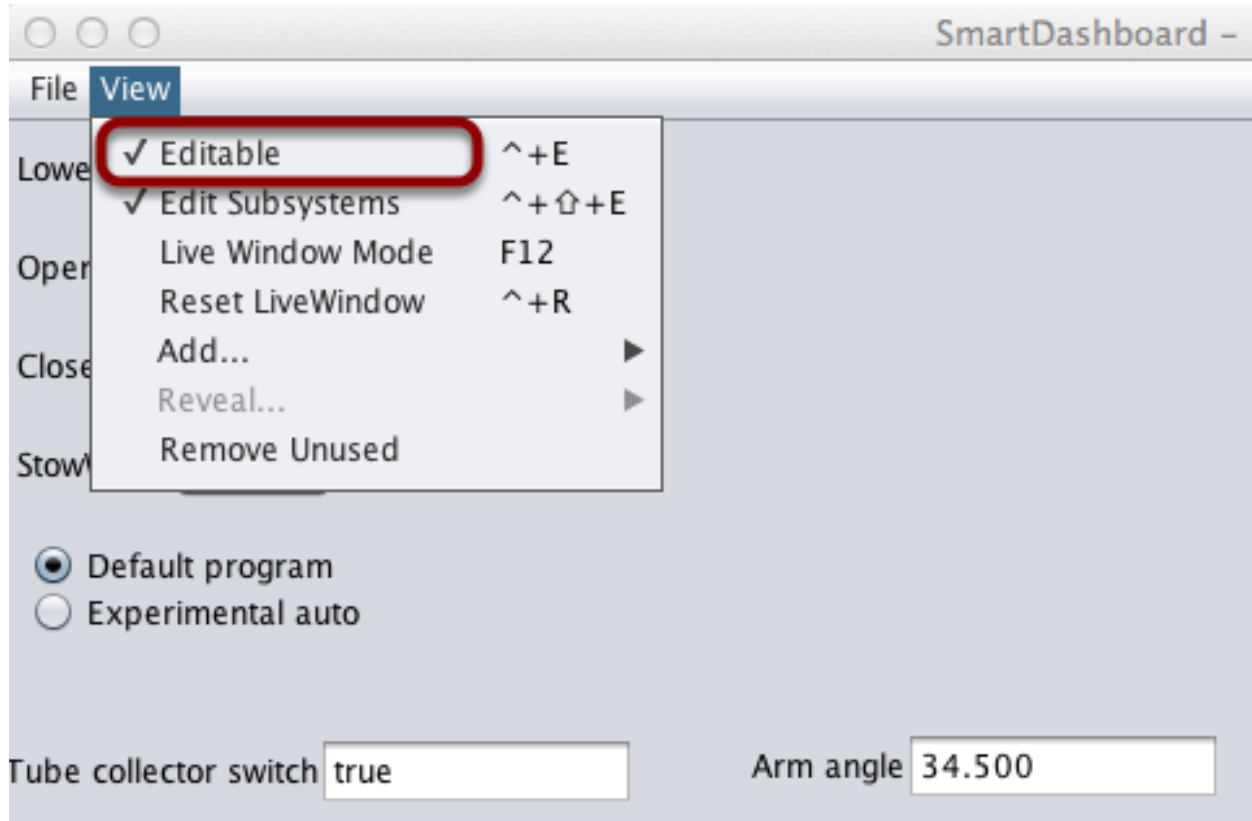 SmartDashboard –
File View
Lowe ✓ Editable ^+E
✓ Edit Subsystems ^+⇧+E
Oper Live Window Mode F12
Reset LiveWindow ^+R
Close Add... ▶
Reveal... ▶
Stow Remove Unused
Default program
Experimental auto
Tube collector switch true Arm angle 34.500